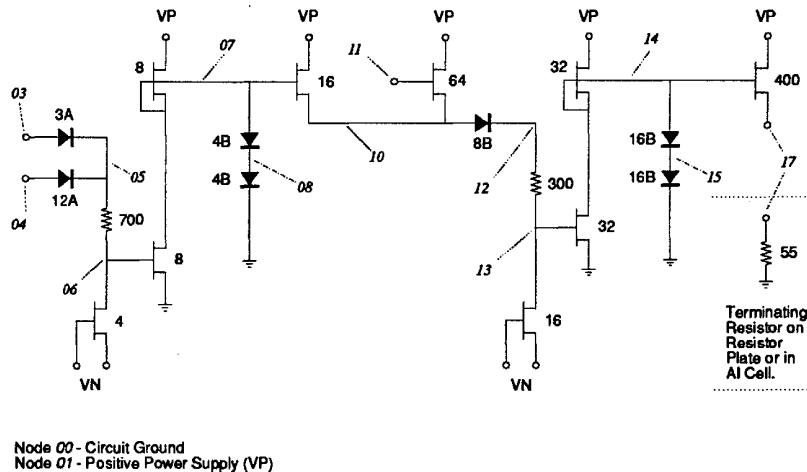 VP VP VP VP VP
8 07 16 11 64 32 14 400
03 3A
4B 10 8B 16B
05 4B 08 12 300 16B 15 17
04 12A 700
8 32 55
06 13
4 16
VN VN
Terminating
Resistor on
Resistor
Plate or in
AI Cell.
Node 00 - Circuit Ground
Node 01 - Positive Power Supply (VP)